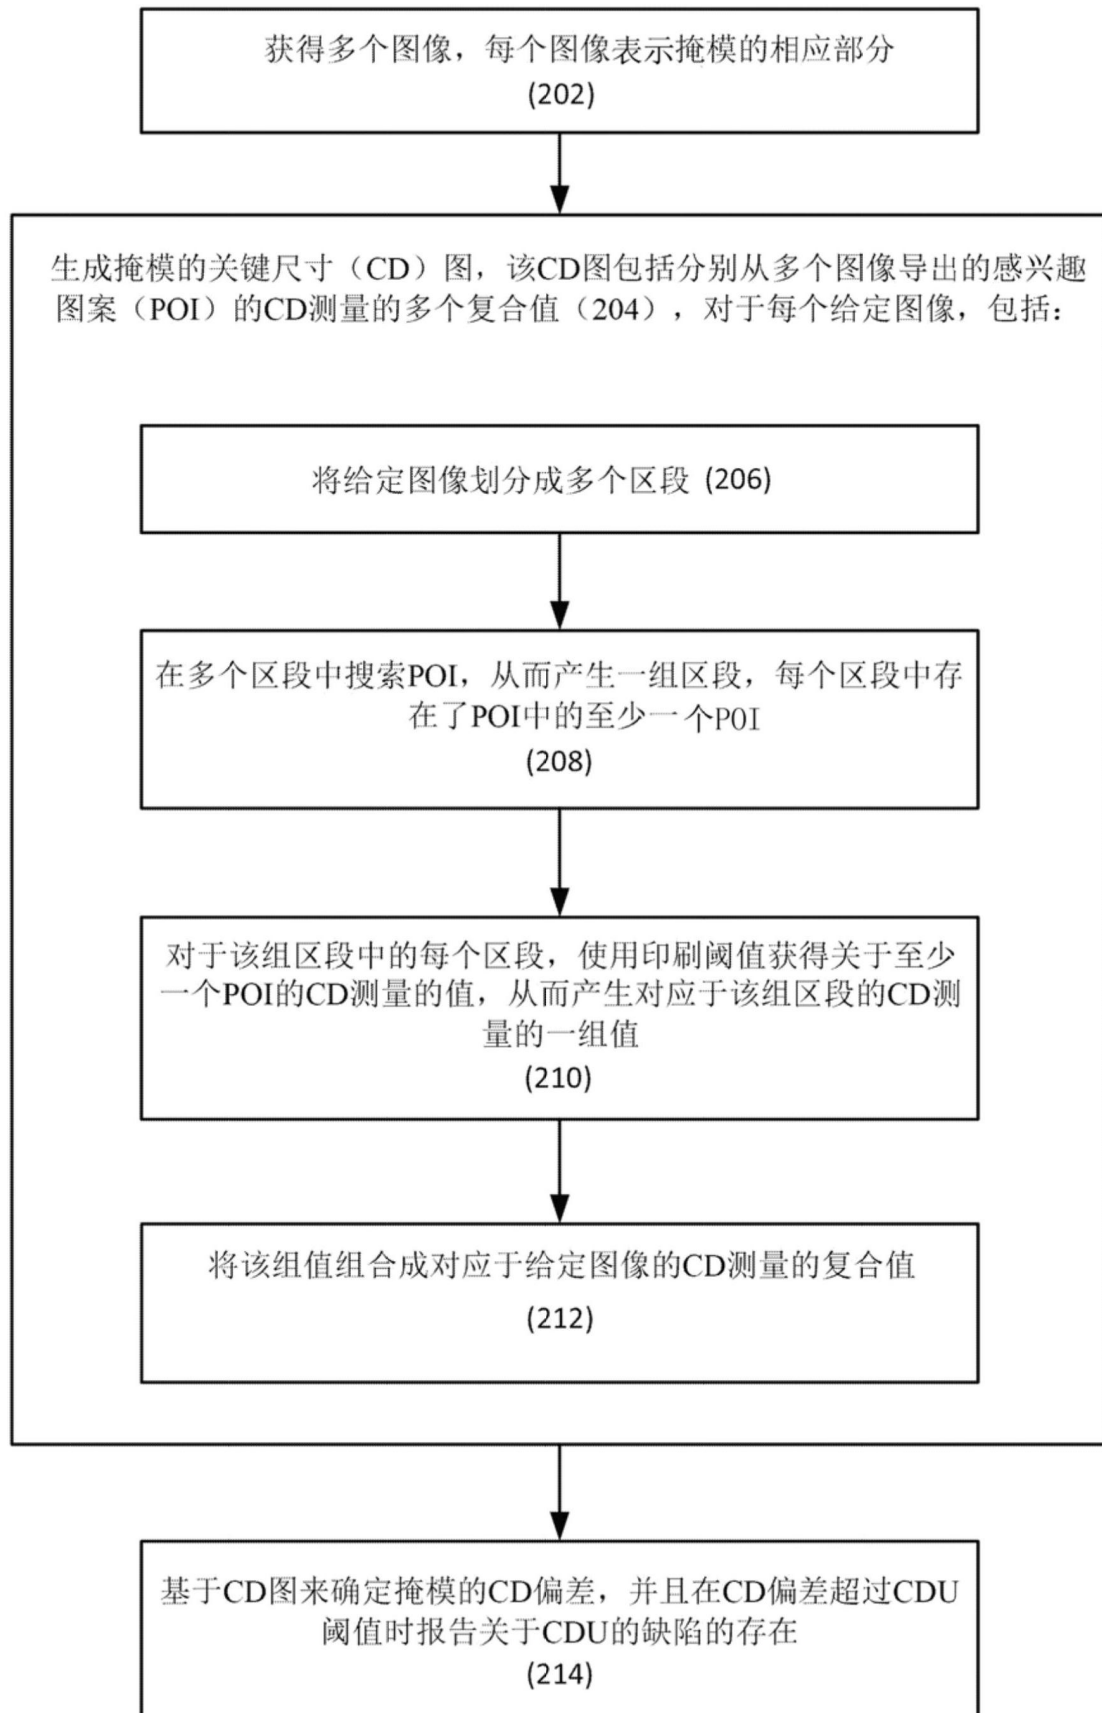 获得多个图像，每个图像表示掩模的相应部分
(202)
生成掩模的关键尺寸（CD）图，该CD图包括分别从多个图像导出的感兴趣
图案（POI）的CD测量的多个复合值（204），对于每个给定图像，包括：
将给定图像划分成多个区段 (206)
在多个区段中搜索POI，从而产生一组区段，每个区段中存
在了POI中的至少一个POI
(208)
对于该组区段中的每个区段，使用印刷阈值获得关于至少
一个POI的CD测量的值，从而产生对应于该组区段的CD测
量的一组值
(210)
将该组值组合成对应于给定图像的CD测量的复合值
(212)
基于CD图来确定掩模的CD偏差，并且在CD偏差超过CDU
阈值时报告关于CDU的缺陷的存在
(214)